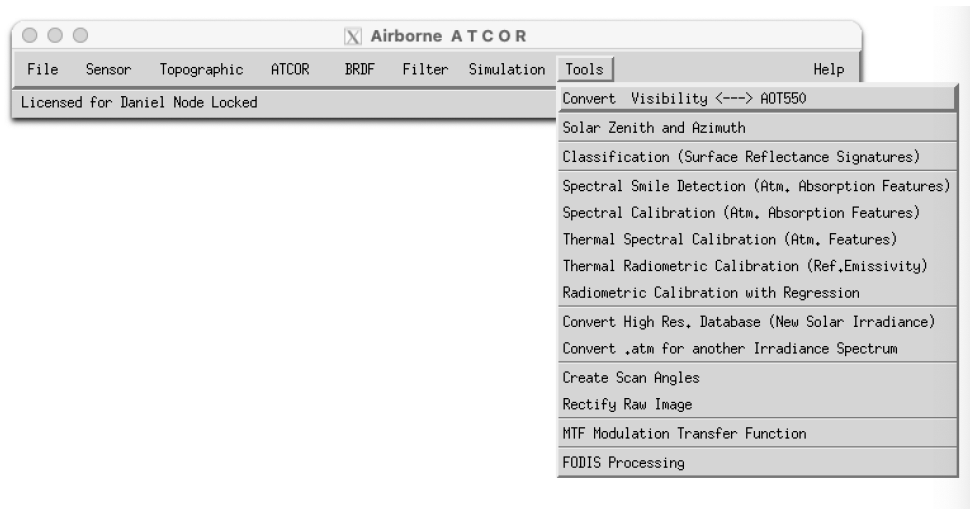 Airborne A T C O R
File Sensor Topographic ATCOR BRDF Filter Simulation Tools Help
Licensed for Daniel Node Locked
Convert Visibility <---> AOT550
Solar Zenith and Azimuth
Classification (Surface Reflectance Signatures)
Spectral Smile Detection (Atm. Absorption Features)
Spectral Calibration (Atm. Absorption Features)
Thermal Spectral Calibration (Atm. Features)
Thermal Radiometric Calibration (Ref.Emissivity)
Radiometric Calibration with Regression
Convert High Res. Database (New Solar Irradiance)
Convert .atm for another Irradiance Spectrum
Create Scan Angles
Rectify Raw Image
MTF Modulation Transfer Function
FODIS Processing